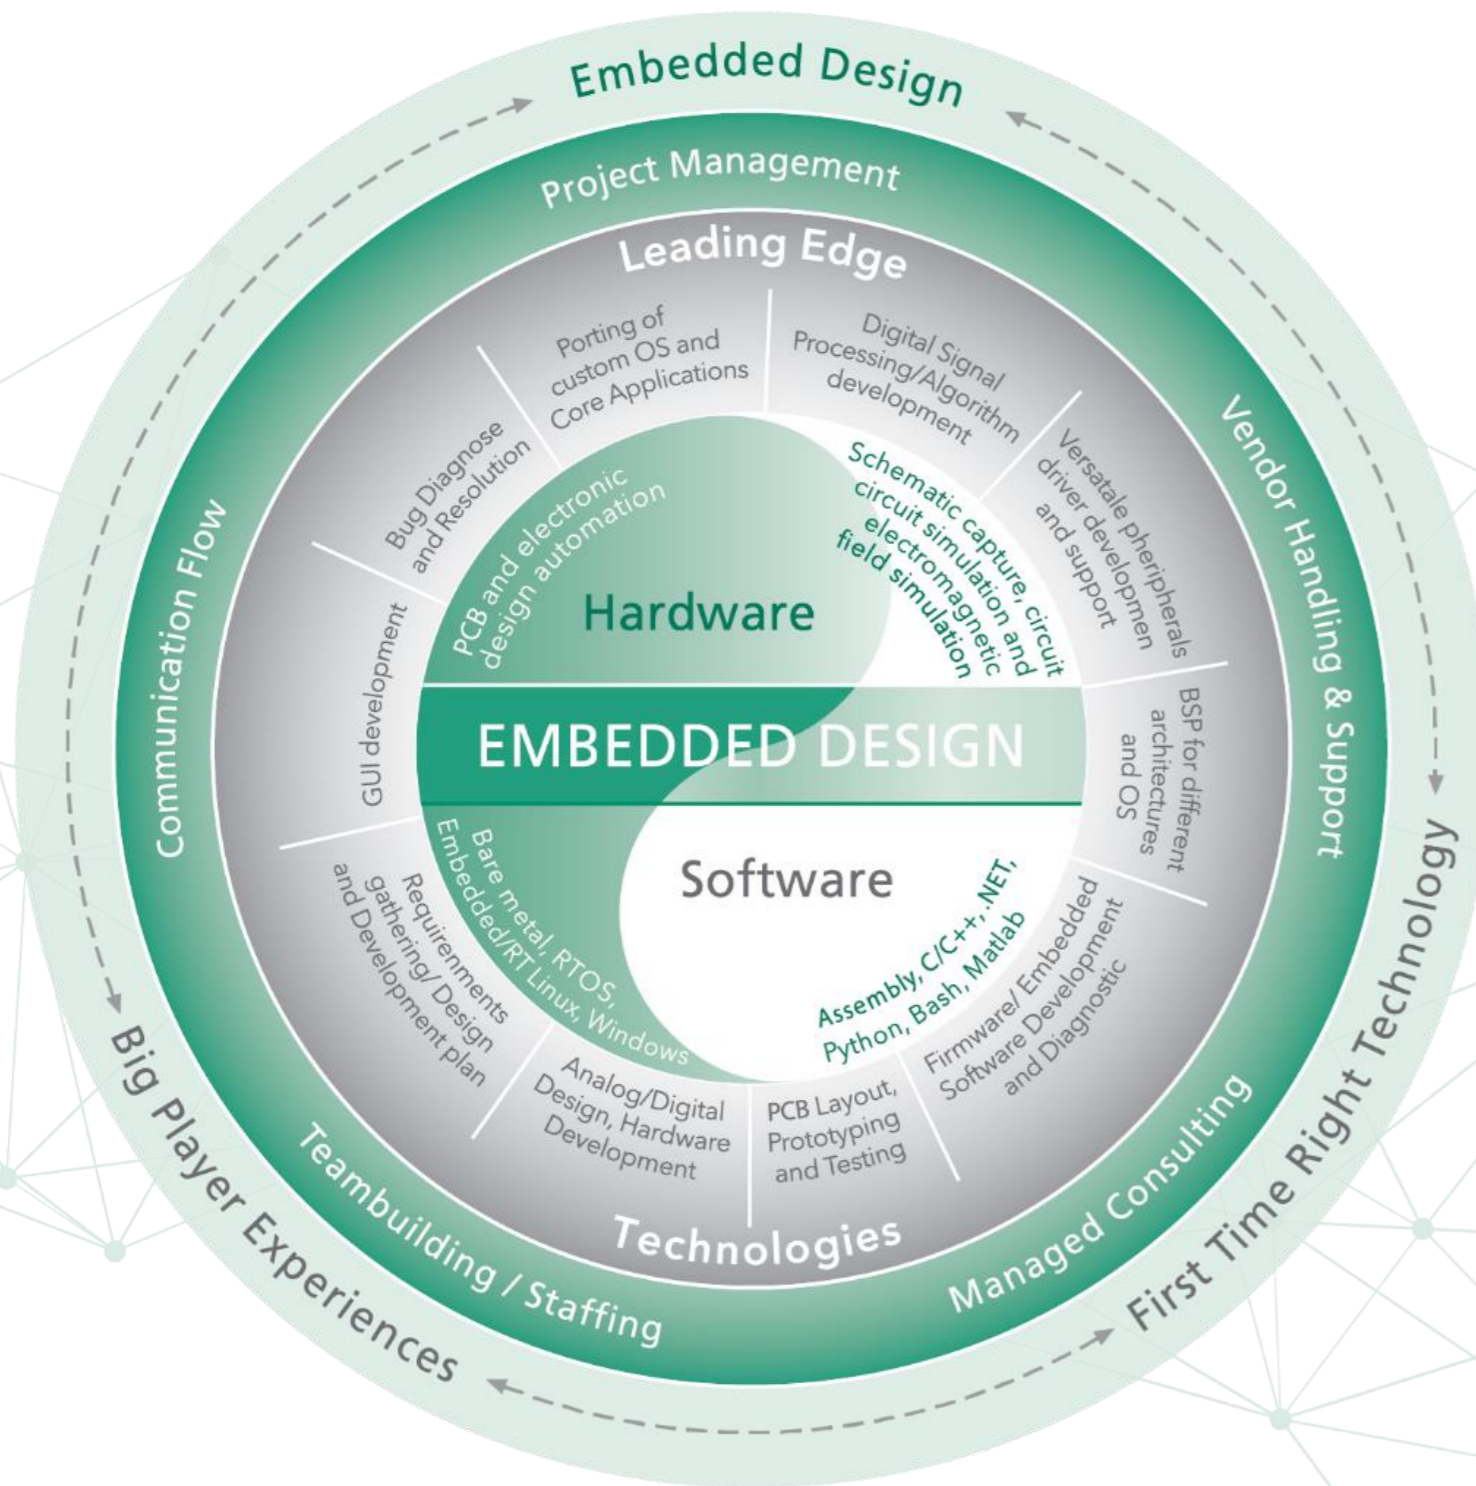 Embedded Design
Project Management
Leading Edge
Porting of
custom OS and
Core Applications
Digital Signal
Processing/Algorithm
development
Versatale pheripherals
driver developmen
and support
BSP for different
architectures
and OS
Firmware/ Embedded
Software Development
and Diagnostic
PCB Layout,
Prototyping
and Testing
Analog/Digital
Design, Hardware
Development
Requirenments
gathering/ Design
and Development plan
GUI development
Bug Diagnose
and Resolution
Technologies
PCB and electronic
design automation
Hardware
Schematic capture, circuit
circuit simulation and
electromagnetic
field simulation
EMBEDDED DESIGN
Software
Bare metal, RTOS,
Embedded/RT Linux, Windows
Assembly, C/C++, .NET,
Python, Bash, Matlab
Communication Flow
Vendor Handling & Support
Teambuilding / Staffing
Managed Consulting
Big Player Experiences
First Time Right Technology